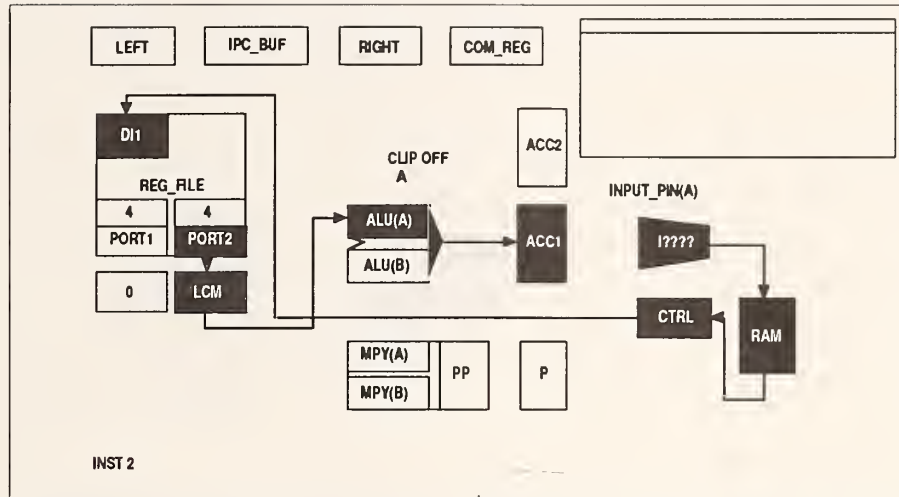 LEFT
IPC_BUF
RIGHT
COM_REG
DI1
REG_FILE
4
4
PORT1
PORT2
0
LCM
CLIP OFF
A
ALU(A)
ALU(B)
ACC2
ACC1
INPUT_PIN(A)
I????
CTRL
RAM
MPY(A)
MPY(B)
PP
P
INST 2